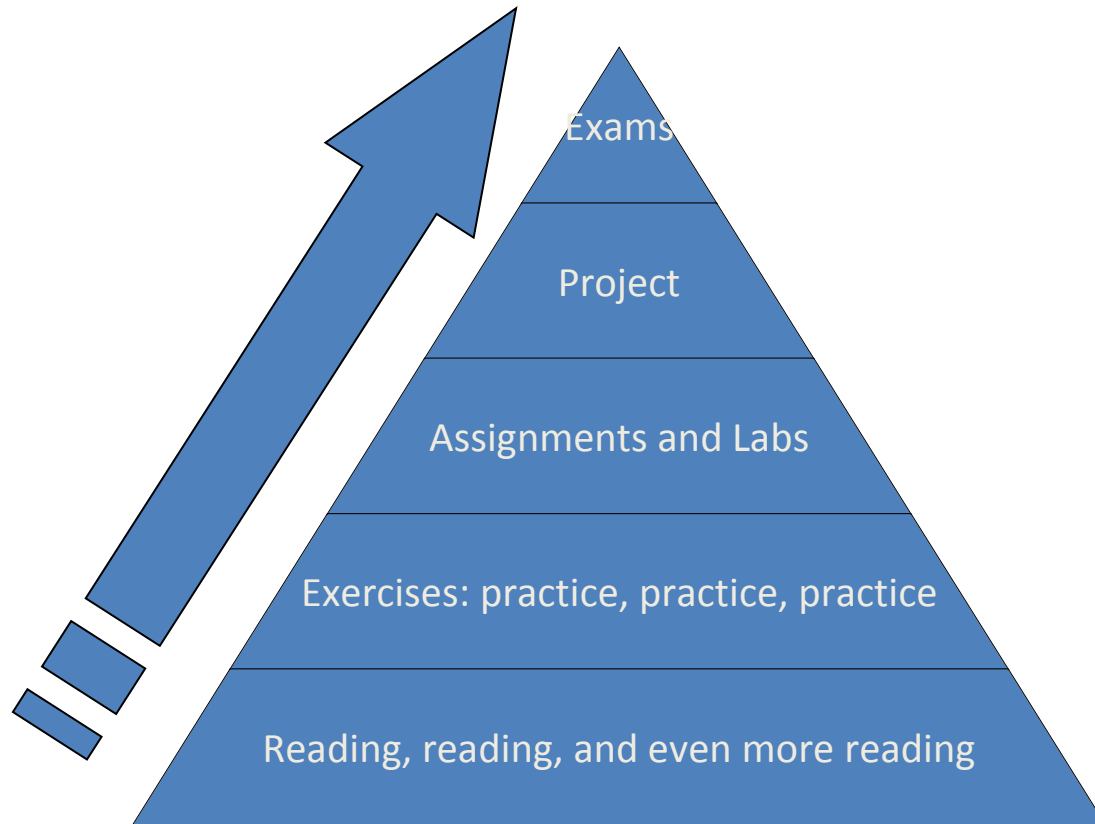 Exams
Project
Assignments and Labs
Exercises: practice, practice, practice
Reading, reading, and even more reading